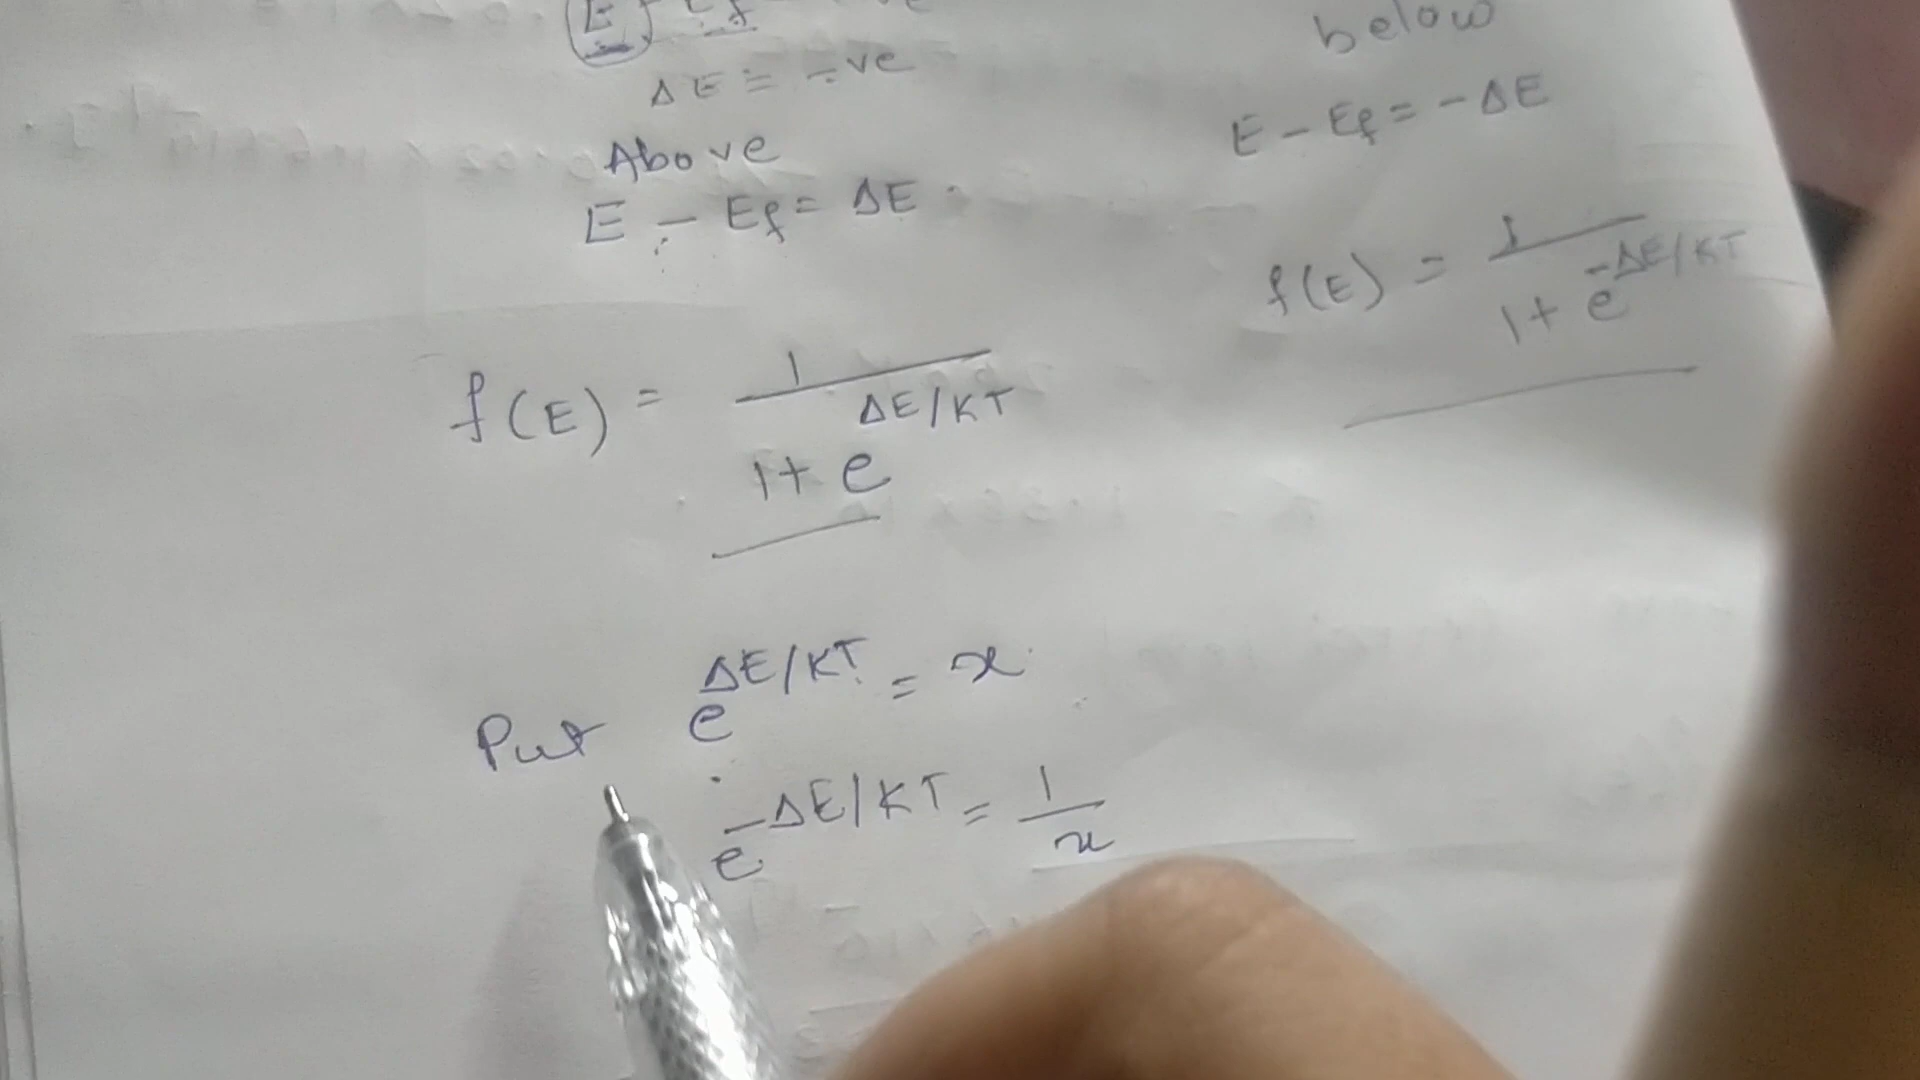 ΔE = -ve
Above
E - Ef = ΔE
f(E) = 1 / (1 + e^ΔE/KT)
below
E - Ef = -ΔE
f(E) = 1 / (1 + e^-ΔE/KT)
Put e^ΔE/KT = x
e^-ΔE/KT = 1/x